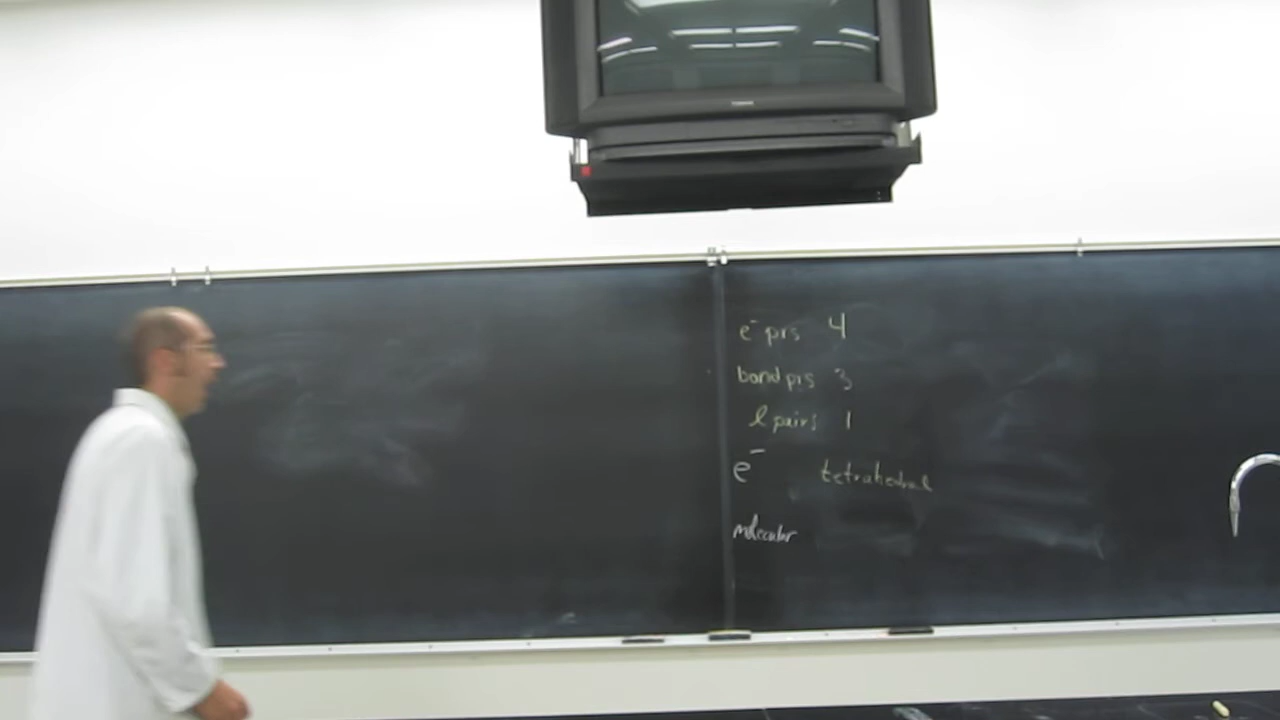 e⁻ prs 4
bond prs 3
l pairs 1
e⁻ tetrahedral
molecular